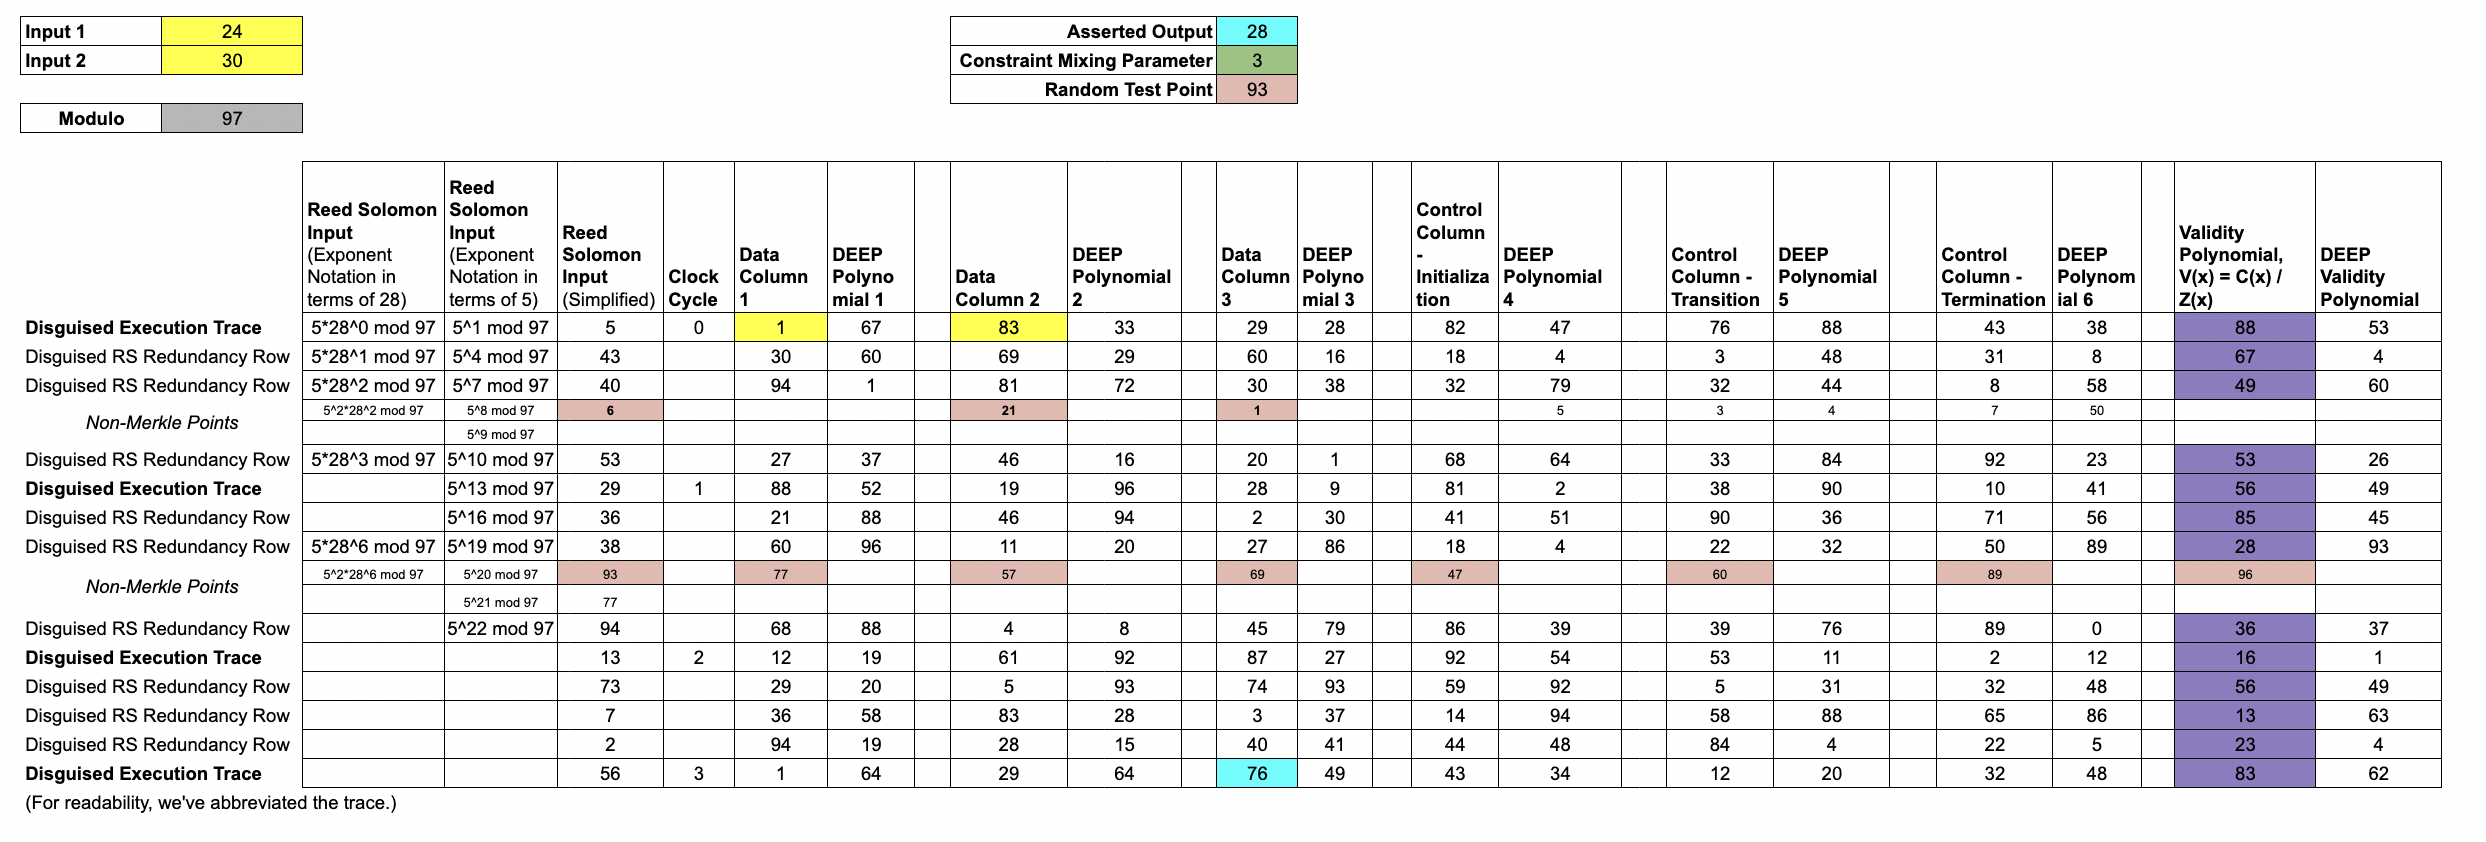 Input 1 24 Asserted Output 28
Input 2 30 Constraint Mixing Parameter 3
Random Test Point 93
Modulo 97
Reed Solomon Input (Exponent Notation in terms of 28) Reed Solomon Input (Exponent Notation in terms of 5) Reed Solomon Input (Simplified) Clock Cycle Data Column 1 DEEP Polyno mial 1 Data Column 2 DEEP Polynomial 2 Data Column 3 DEEP Polyno mial 3 Control Column - Initializa tion DEEP Polynomial 4 Control Column - Transition DEEP Polynomial 5 Control Column - Termination DEEP Polynom ial 6 Validity Polynomial, V(x) = C(x) / Z(x) DEEP Validity Polynomial
Disguised Execution Trace 5*28^0 mod 97 5^1 mod 97 5 0 1 67 83 33 29 28 82 47 76 88 43 38 88 53
Disguised RS Redundancy Row 5*28^1 mod 97 5^4 mod 97 43 30 60 69 29 60 16 18 4 3 48 31 8 67 4
Disguised RS Redundancy Row 5*28^2 mod 97 5^7 mod 97 40 94 1 81 72 30 38 32 79 32 44 8 58 49 60
Non-Merkle Points 5^2*28^2 mod 97 5^8 mod 97 6 21 1 5 3 4 7 50
5^9 mod 97
Disguised RS Redundancy Row 5*28^3 mod 97 5^10 mod 97 53 27 37 46 16 20 1 68 64 33 84 92 23 53 26
Disguised Execution Trace 5^13 mod 97 29 1 88 52 19 96 28 9 81 2 38 90 10 41 56 49
Disguised RS Redundancy Row 5^16 mod 97 36 21 88 46 94 2 30 41 51 90 36 71 56 85 45
Disguised RS Redundancy Row 5*28^6 mod 97 5^19 mod 97 38 60 96 11 20 27 86 18 4 22 32 50 89 28 93
Non-Merkle Points 5^2*28^6 mod 97 5^20 mod 97 93 77 57 69 47 60 89 96
5^21 mod 97 77
Disguised RS Redundancy Row 5^22 mod 97 94 68 88 4 8 45 79 86 39 39 76 89 0 36 37
Disguised Execution Trace 13 2 12 19 61 92 87 27 92 54 53 11 2 12 16 1
Disguised RS Redundancy Row 73 29 20 5 93 74 93 59 92 5 31 32 48 56 49
Disguised RS Redundancy Row 7 36 58 83 28 3 37 14 94 58 88 65 86 13 63
Disguised RS Redundancy Row 2 94 19 28 15 40 41 44 48 84 4 22 5 23 4
Disguised Execution Trace 56 3 1 64 29 64 76 49 43 34 12 20 32 48 83 62
(For readability, we've abbreviated the trace.)